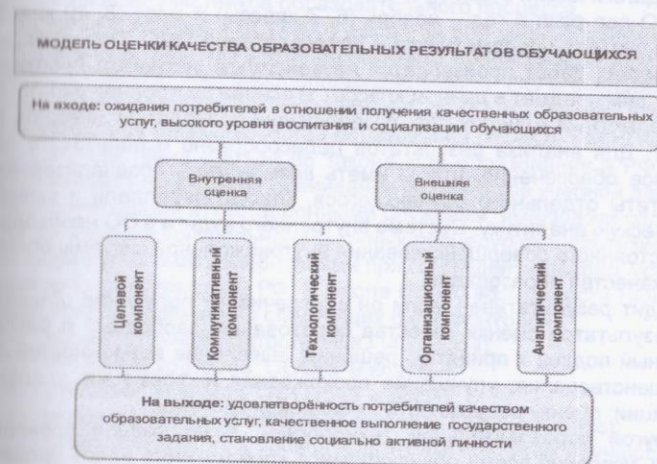 МОДЕЛЬ ОЦЕНКИ КАЧЕСТВА ОБРАЗОВАТЕЛЬНЫХ РЕЗУЛЬТАТОВ ОБУЧАЮЩИХСЯ
На входе: ожидания потребителей в отношении получения качественных образовательных
услуг, высокого уровня воспитания и социализации обучающихся
Внутренняя
оценка
Внешняя
оценка
Целевой
компонент
Коммуникативный
компонент
Технологический
компонент
Организационный
компонент
Аналитический
компонент
На выходе: удовлетворённость потребителей качеством
образовательных услуг, качественное выполнение государственного
задания, становление социально активной личности